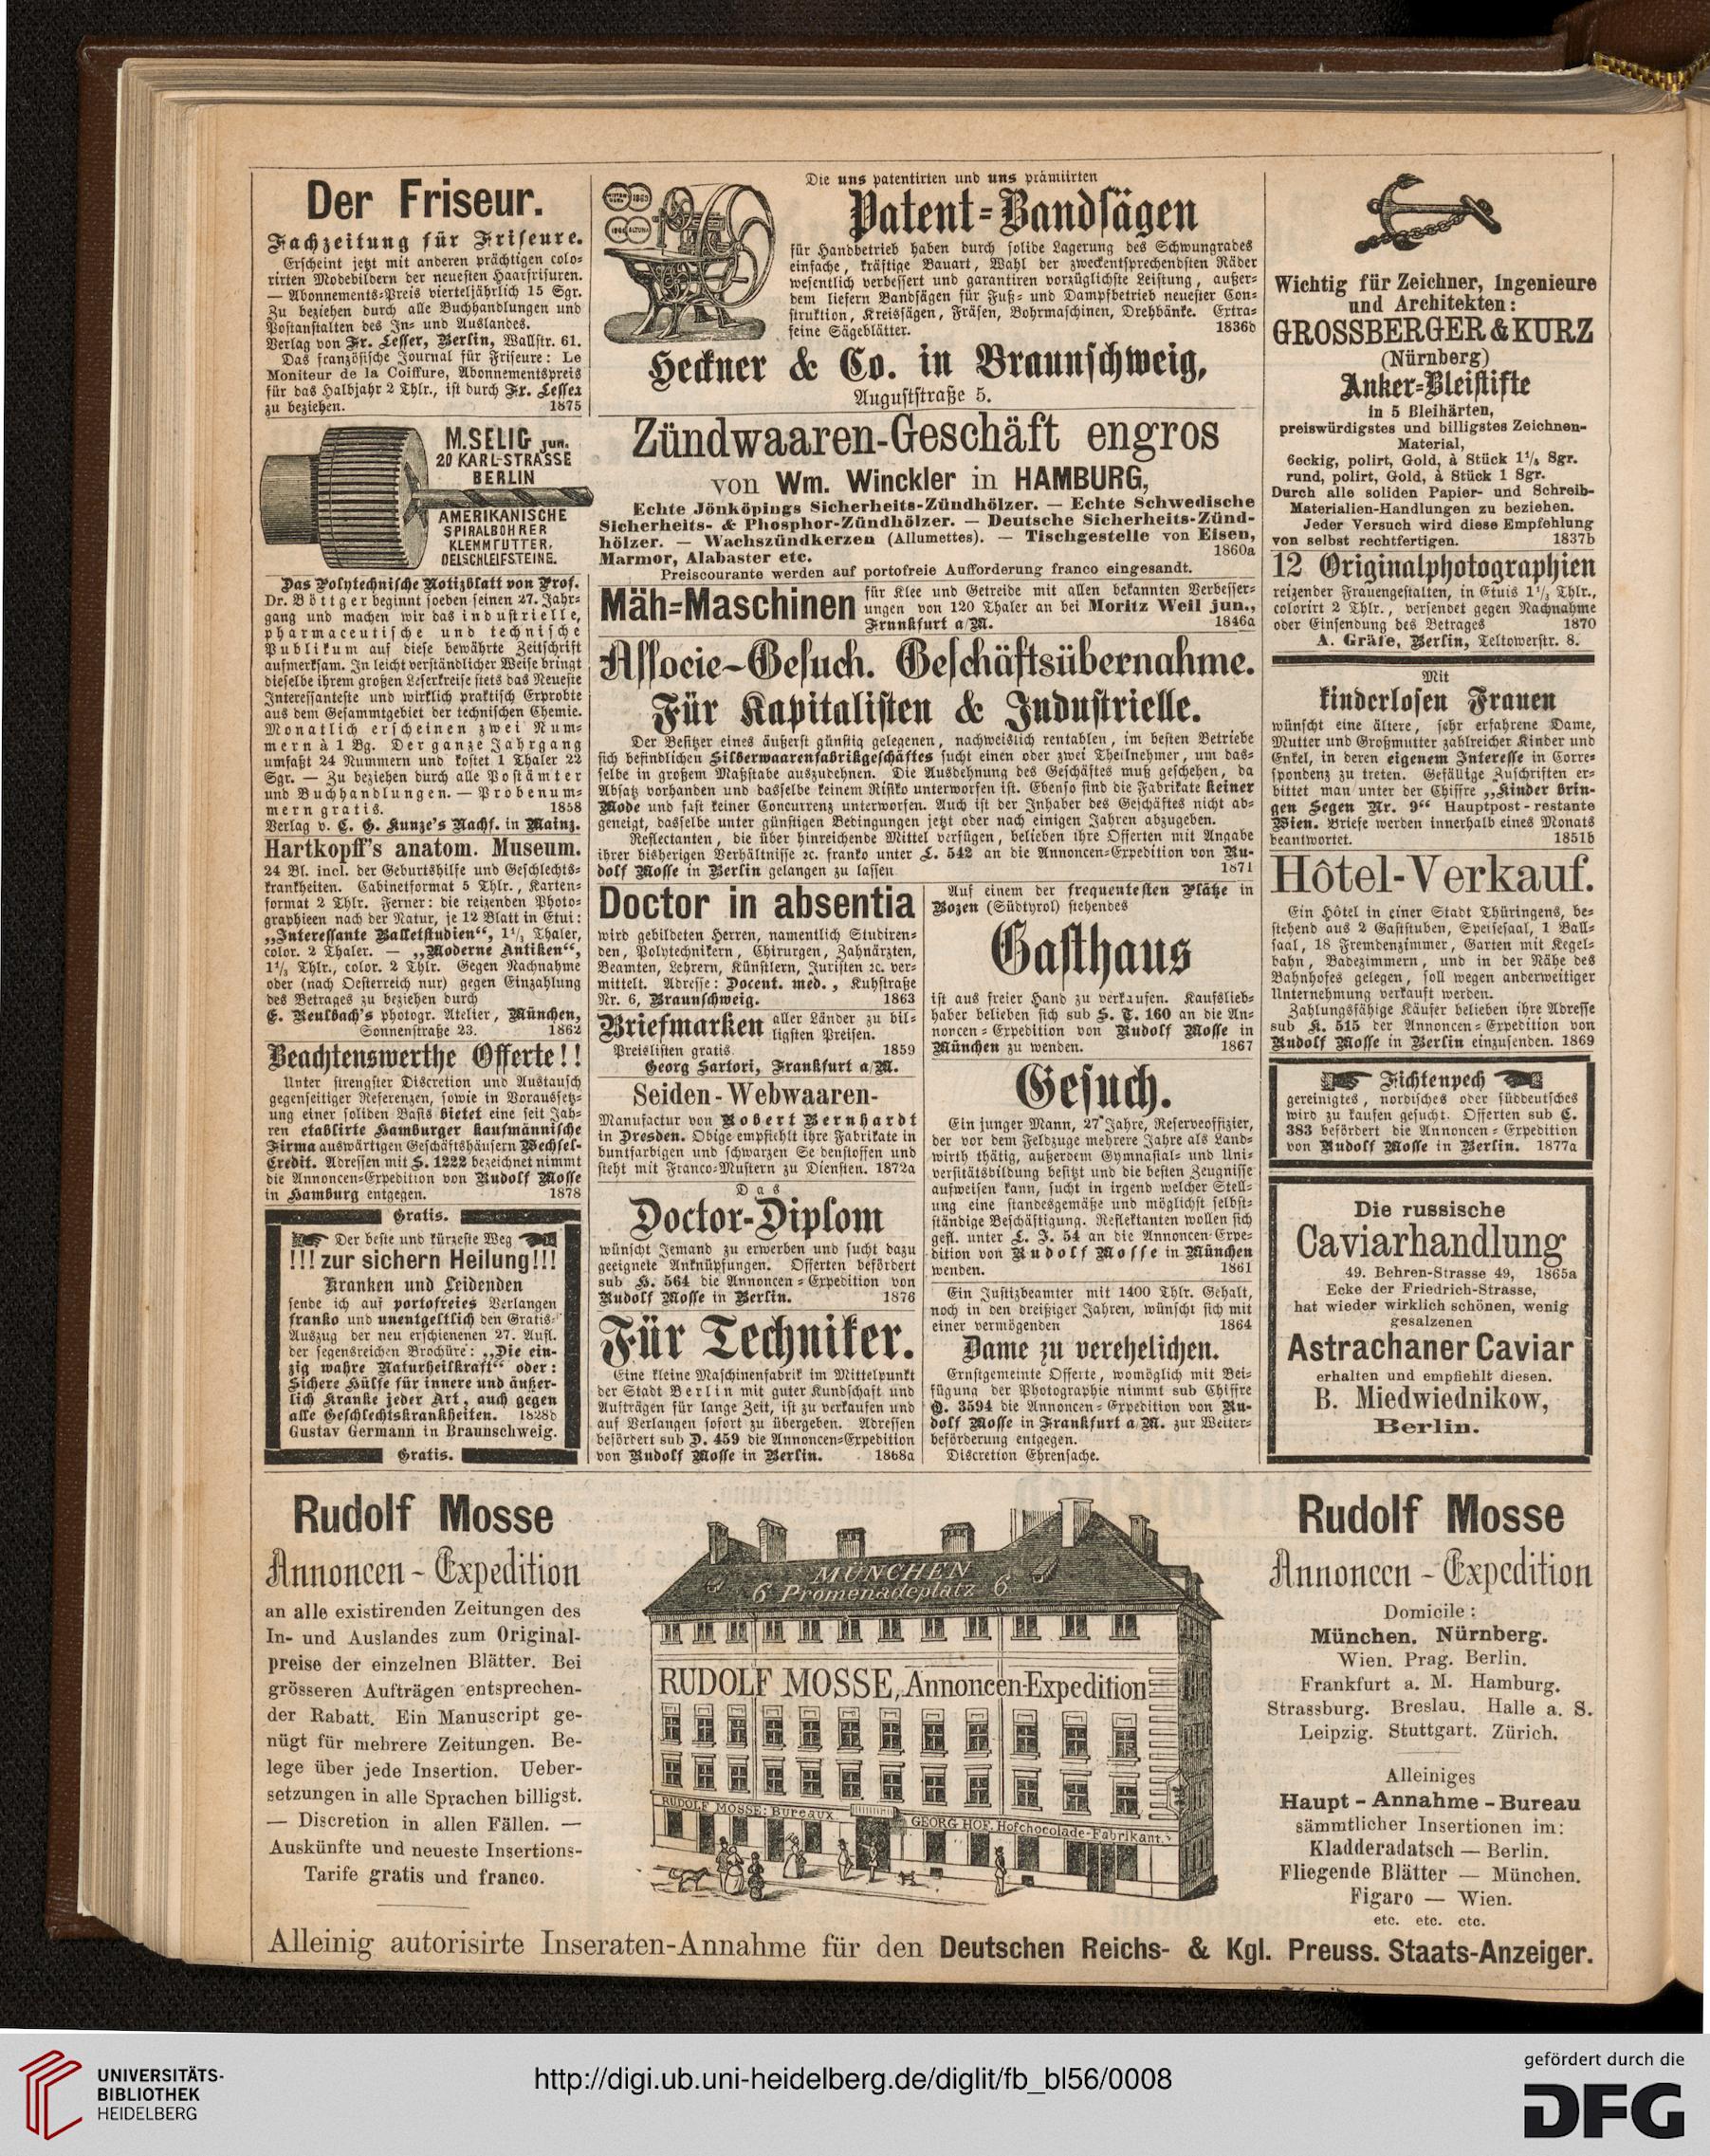 Der Friseur.
Fachzeitung für Friseure.
Erscheint jetzt mit anderen prächtigen colo-
rirten Modebildern der neuesten Haarfrisuren.
— Abonnements-Preis vierteljährlich 15 Sgr.
Zu beziehen durch alle Buchhandlungen und
Postanstalten des In- und Auslandes.
Verlag von Fr. Lesser, Berlin, Wallstr. 61.
Das französische Journal für Friseure: Le
Moniteur de la Coiffure, Abonnementspreis
für das Halbjahr 2 Thlr., ist durch Fr. Lesser
zu beziehen. 1875
M. SELIG jun.
20 KARL-STRASSE
BERLIN
AMERIKANISCHE
SPIRALBOHRER
KLEMMFUTTER,
OELSCHLEIFSTEINE.
Das Polytechnische Notizblatt von Prof.
Dr. Böttger beginnt soeben seinen 27. Jahr-
gang und machen wir das industrielle,
pharmaceutische und technische
Publikum auf diese bewährte Zeitschrift
aufmerksam. In leicht verständlicher Weise bringt
dieselbe ihrem großen Leserkreise stets das Neueste
Interessanteste und wirklich praktisch Erprobte
aus dem Gesammtgebiet der technischen Chemie.
Monatlich erscheinen zwei Num-
mern à 1 Bg. Der ganze Jahrgang
umfaßt 24 Nummern und kostet 1 Thaler 22
Sgr. — Zu beziehen durch alle Postämter
und Buchhandlungen. — Probenum-
mern gratis. 1858
Verlag v. C. G. Kunze's Nachf. in Mainz.
Hartkopff's anatom. Museum.
24 Bl. incl. der Geburtshilfe und Geschlechts-
krankheiten. Cabinetformat 5 Thlr., Karten-
format 2 Thlr. Ferner: die reizenden Photo-
graphieen nach der Natur, je 12 Blatt in Etui:
„Interessante Balletstudien“, 1⅓ Thaler,
color. 2 Thaler. — „Moderne Antiken“,
1⅓ Thlr., color. 2 Thlr. Gegen Nachnahme
oder (nach Oesterreich nur) gegen Einzahlung
des Betrages zu beziehen durch
E. Reulbach's photogr. Atelier, München,
Sonnenstraße 23. 1862
Beachtenswerthe Offerte!!
Unter strengster Discretion und Austausch
gegenseitiger Referenzen, sowie in Voraussetz-
ung einer soliden Basis bietet eine seit Jah-
ren etablirte Hamburger kaufmännische
Firma auswärtigen Geschäftshäusern Wechsel-
Credit. Adressen mit S. 1222 bezeichnet nimmt
die Annoncen-Expedition von Rudolf Mosse
in Hamburg entgegen. 1878
Gratis.
Der beste und kürzeste Weg
!!! zur sichern Heilung!!!
Kranken und Leidenden
sende ich auf portofreies Verlangen
franko und unentgeltlich den Gratis-
Auszug der neu erschienenen 27. Aufl.
der segensreichen Brochüre: „Die ein-
zig wahre Naturheilkraft“ oder:
Sichere Hülfe für innere und äußer-
lich Kranke jeder Art, auch gegen
alle Geschlechtskrankheiten. 1828b
Gustav Germann in Braunschweig.
Gratis.
Die uns patentirten und uns prämiirten
Patent-Bandsägen
für Handbetrieb haben durch solide Lagerung des Schwungrades
einfache, kräftige Bauart, Wahl der zweckentsprechendsten Räder
wesentlich verbessert und garantiren vorzüglichste Leistung, außer-
dem liefern Bandsägen für Fuß- und Dampfbetrieb neuester Con-
struktion, Kreissägen, Fräsen, Bohrmaschinen, Drehbänke. Extra-
feine Sägeblätter. 1836b
Heckner & Co. in Braunschweig,
Auguststraße 5.
Zündwaaren-Geschäft engros
von Wm. Winckler in HAMBURG,
Echte Jönköpings Sicherheits-Zündhölzer. — Echte Schwedische
Sicherheits- & Phosphor-Zündhölzer. — Deutsche Sicherheits-Zünd-
hölzer. — Wachszündkerzen (Allumettes). — Tischgestelle von Eisen,
Marmor, Alabaster etc. 1860a
Preiscourante werden auf portofreie Aufforderung franco eingesandt.
Mäh-Maschinen für Klee und Getreide mit allen bekannten Verbesser-
ungen von 120 Thaler an bei Moritz Weil jun.,
Frankfurt a/M. 1846a
Associe-Gesuch. Geschäftsübernahme.
Für Kapitalisten & Industrielle.
Der Besitzer eines äußerst günstig gelegenen, nachweislich rentablen, im besten Betriebe
sich befindlichen Silberwaarenfabrikgeschäftes sucht einen oder zwei Theilnehmer, um das-
selbe in großem Maßstabe auszudehnen. Die Ausdehnung des Geschäftes muß geschehen, da
Absatz vorhanden und dasselbe keinem Risiko unterworfen ist. Ebenso sind die Fabrikate keiner
Mode und fast keiner Concurrenz unterworfen. Auch ist der Inhaber des Geschäftes nicht ab-
geneigt, dasselbe unter günstigen Bedingungen jetzt oder nach einigen Jahren abzugeben.
Reflectanten, die über hinreichende Mittel verfügen, belieben ihre Offerten mit Angabe
ihrer bisherigen Verhältnisse ꝛc. franko unter L. 542 an die Annoncen-Expedition von Ru-
dolf Mosse in Berlin gelangen zu lassen 1871
Doctor in absentia
wird gebildeten Herren, namentlich Studiren-
den, Polytechnikern, Chirurgen, Zahnärzten,
Beamten, Lehrern, Künstlern, Juristen ꝛc. ver-
mittelt. Adresse: Docent. med., Kuhstraße
Nr. 6, Braunschweig. 1863
Briefmarken aller Länder zu bil-
ligsten Preisen.
Preislisten gratis 1859
Georg Sartori, Frankfurt a/M.
Seiden-Webwaaren-
Manufactur von Robert Bernhardt
in Dresden. Obige empfiehlt ihre Fabrikate in
buntfarbigen und schwarzen Se denstoffen und
steht mit Franco-Mustern zu Diensten. 1872a
Das
Doctor-Diplom
wünscht Jemand zu erwerben und sucht dazu
geeignete Anknüpfungen. Offerten befördert
sub H. 564 die Annoncen-Expedition von
Rudolf Mosse in Berlin. 1876
Für Techniker.
Eine kleine Maschinenfabrik im Mittelpunkt
der Stadt Berlin mit guter Kundschaft und
Aufträgen für lange Zeit, ist zu verkaufen und
auf Verlangen sofort zu übergeben. Adressen
befördert sub D. 459 die Annoncen-Expedition
von Rudolf Mosse in Berlin. 1868a
Auf einem der frequentesten Plätze in
Bozen (Südtyrol) stehendes
Gasthaus
ist aus freier Hand zu verkaufen. Kaufslieb-
haber belieben sich sub S. T. 160 an die An-
noncen-Expedition von Rudolf Mosse in
München zu wenden. 1867
Gesuch.
Ein junger Mann, 27 Jahre, Reserveoffizier,
der vor dem Feldzuge mehrere Jahre als Land-
wirth thätig, außerdem Gymnasial- und Uni-
versitätsbildung besitzt und die besten Zeugnisse
aufweisen kann, sucht in irgend welcher Stell-
ung eine standesgemäße und möglichst selbst-
ständige Beschäftigung. Reflektanten wollen sich
gefl. unter L. J. 54 an die Annoncen-Expe-
dition von Rudolf Mosse in München
wenden. 1861
Ein Justizbeamter mit 1400 Thlr. Gehalt,
noch in den dreißiger Jahren, wünscht sich mit
einer vermögenden 1864
Dame zu verehelichen.
Ernstgemeinte Offerte, womöglich mit Bei-
fügung der Photographie nimmt sub Chiffre
Q. 3594 die Annoncen-Expedition von Ru-
dolf Mosse in Frankfurt a/M. zur Weiter-
beförderung entgegen.
Discretion Ehrensache.
Wichtig für Zeichner, Ingenieure
und Architekten:
GROSSBERGER & KURZ
(Nürnberg)
Anker-Bleistifte
in 5 Bleihärten,
preiswürdigstes und billigstes Zeichnen-
Material,
6eckig, polirt, Gold, à Stück 1⅓ Sgr.
rund, polirt, Gold, à Stück 1 Sgr.
Durch alle soliden Papier- und Schreib-
Materialien-Handlungen zu beziehen.
Jeder Versuch wird diese Empfehlung
von selbst rechtfertigen. 1837b
12 Originalphotographien
reizender Frauengestalten, in Etuis 1⅓ Thlr.,
colorirt 2 Thlr., versendet gegen Nachnahme
oder Einsendung des Betrages 1870
A. Gräfe, Berlin, Teltowerstr. 8.
Mit
kinderlosen Frauen
wünscht eine ältere, sehr erfahrene Dame,
Mutter und Großmutter zahlreicher Kinder und
Enkel, in deren eigenem Interesse in Corre-
spondenz zu treten. Gefällige Zuschriften er-
bittet man unter der Chiffre „Kinder brin-
gen Segen Nr. 9“ Hauptpost-restante
Wien. Briefe werden innerhalb eines Monats
beantwortet. 1851b
Hôtel-Verkauf.
Ein Hôtel in einer Stadt Thüringens, be-
stehend aus 2 Gaststuben, Speisesaal, 1 Ball-
saal, 18 Fremdenzimmer, Garten mit Kegel-
bahn, Badezimmern, und in der Nähe des
Bahnhofes gelegen, soll wegen anderweitiger
Unternehmung verkauft werden.
Zahlungsfähige Käufer belieben ihre Adresse
sub K. 515 der Annoncen-Expedition von
Rudolf Mosse in Berlin einzusenden. 1869
Fichtenpech
gereinigtes, nordisches oder süddeutsches
wird zu kaufen gesucht. Offerten sub C.
383 befördert die Annoncen-Expedition
von Rudolf Mosse in Berlin. 1877a
Die russische
Caviarhandlung
49. Behren-Strasse 49, 1865a
Ecke der Friedrich-Strasse,
hat wieder wirklich schönen, wenig
gesalzenen
Astrachaner Caviar
erhalten und empfiehlt diesen.
B. Miedwiednikow,
Berlin.
Rudolf Mosse
Annoncen-Expedition
an alle existirenden Zeitungen des
In- und Auslandes zum Original-
preise der einzelnen Blätter. Bei
grösseren Aufträgen entsprechen-
der Rabatt. Ein Manuscript ge-
nügt für mehrere Zeitungen. Be-
lege über jede Insertion. Ueber-
setzungen in alle Sprachen billigst.
— Discretion in allen Fällen. —
Auskünfte und neueste Insertions-
Tarife gratis und franco.
MÜNCHEN
6 Promenadeplatz 6
RUDOLF MOSSE, Annoncen-Expedition
RUDOLF MOSSE: Bureaux
GEORG HOF, Hofchocolade-Fabrikant.
Rudolf Mosse
Annoncen-Expedition
Domicile:
München. Nürnberg.
Wien. Prag. Berlin.
Frankfurt a. M. Hamburg.
Strassburg. Breslau. Halle a. S.
Leipzig. Stuttgart. Zürich.
Alleiniges
Haupt-Annahme-Bureau
sämmtlicher Insertionen im:
Kladderadatsch — Berlin.
Fliegende Blätter — München.
Figaro — Wien.
etc. etc. etc.
Alleinig autorisirte Inseraten-Annahme für den Deutschen Reichs- & Kgl. Preuss. Staats-Anzeiger.
UNIVERSITÄTS-
BIBLIOTHEK
HEIDELBERG
http://digi.ub.uni-heidelberg.de/diglit/fb_bl56/0008
gefördert durch die
DFG